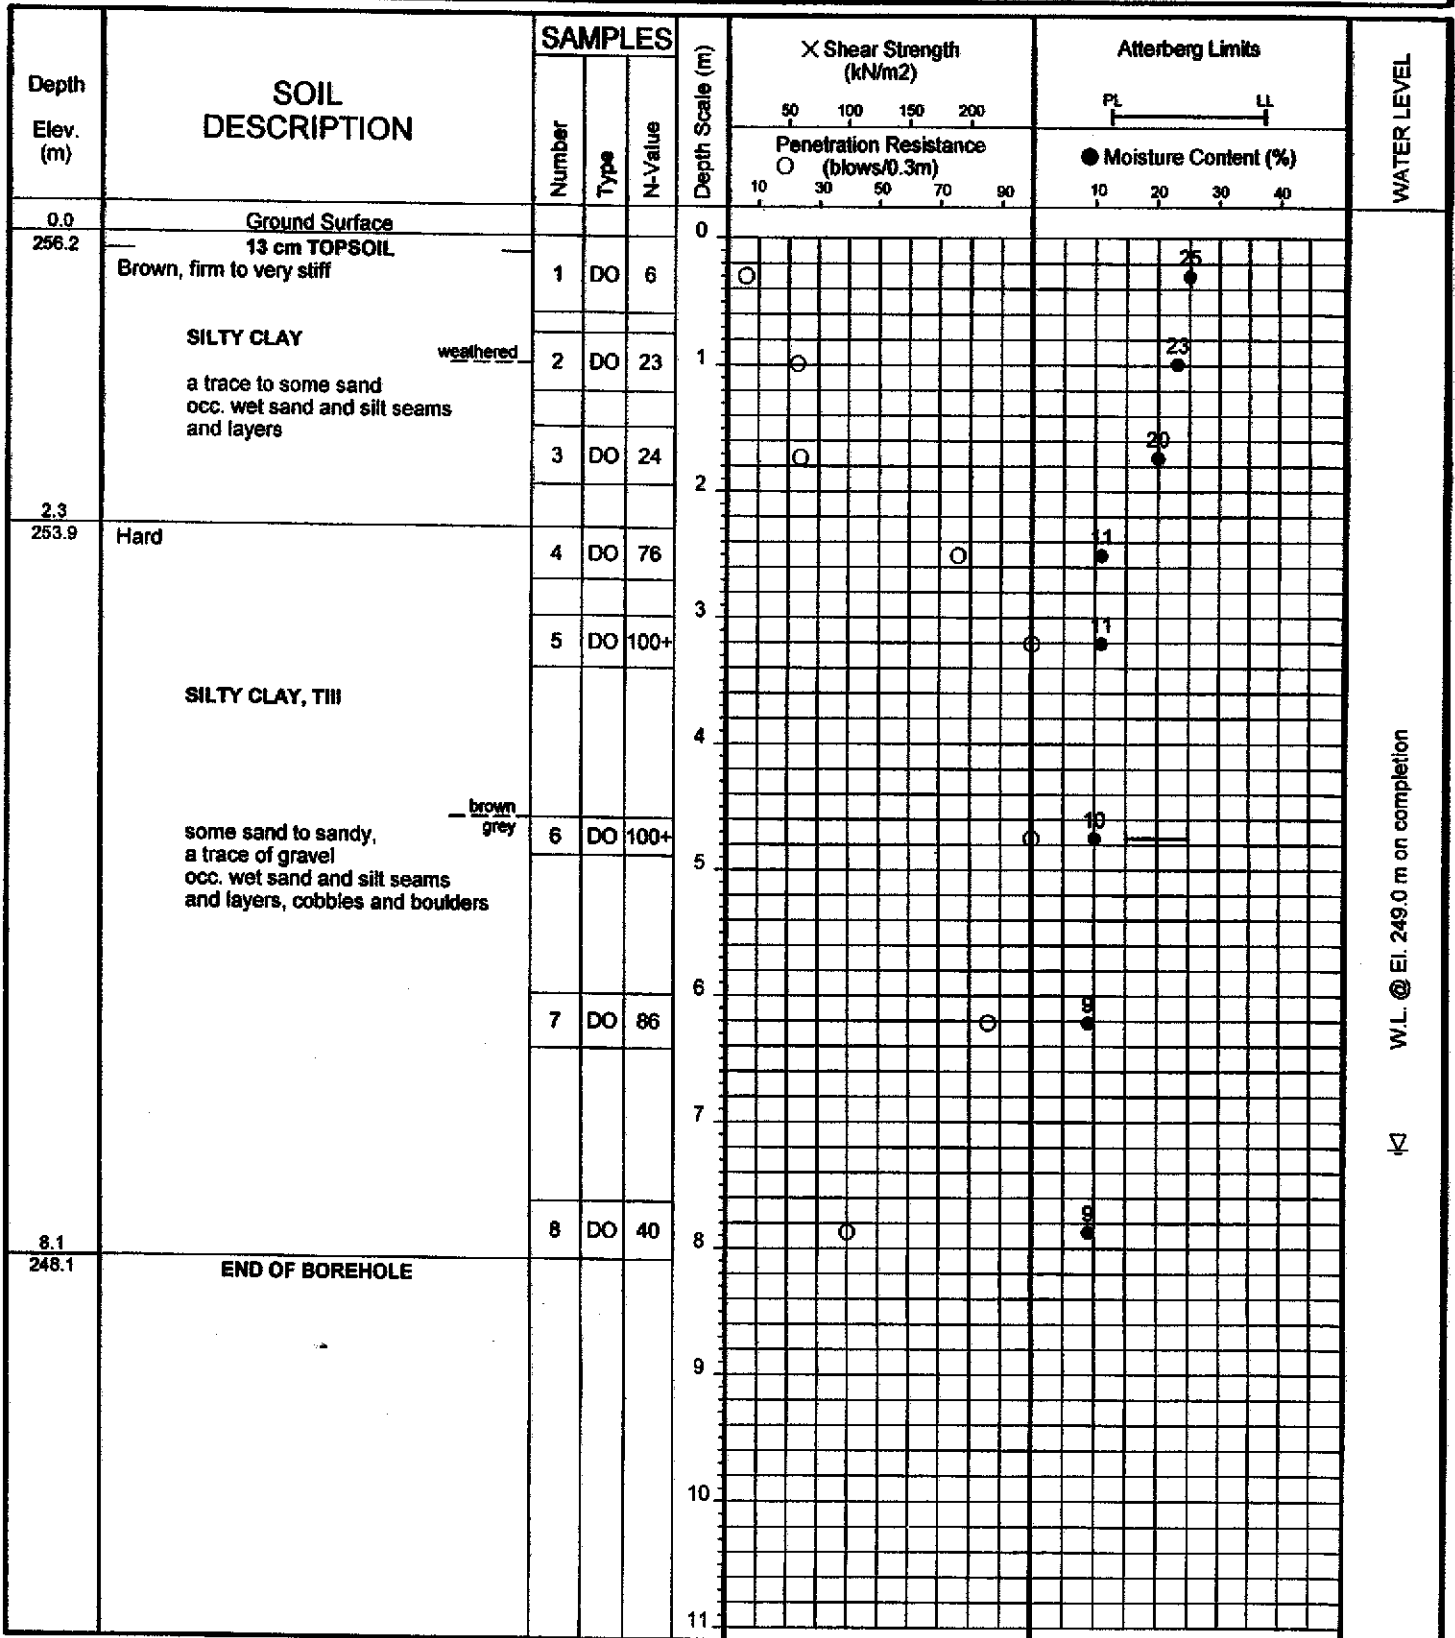 Depth
Elev.
(m)
SOIL
DESCRIPTION
SAMPLES
Number
Type
N-Value
Depth Scale (m)
X Shear Strength
(kN/m2)
50 100 150 200
Penetration Resistance
O (blows/0.3m)
10 30 50 70 90
Atterberg Limits
PL LL
● Moisture Content (%)
10 20 30 40
WATER LEVEL
0.0 Ground Surface
256.2 13 cm TOPSOIL
Brown, firm to very stiff
SILTY CLAY
weathered
a trace to some sand
occ. wet sand and silt seams
and layers
2.3
253.9 Hard
SILTY CLAY, Till
brown
grey
some sand to sandy,
a trace of gravel
occ. wet sand and silt seams
and layers, cobbles and boulders
8.1
248.1 END OF BOREHOLE
1 DO 6
2 DO 23
3 DO 24
4 DO 76
5 DO 100+
6 DO 100+
7 DO 86
8 DO 40
0
1
2
3
4
5
6
7
8
9
10
11
25
23
20
11
11
10
9
9
W.L. @ El. 249.0 m on completion